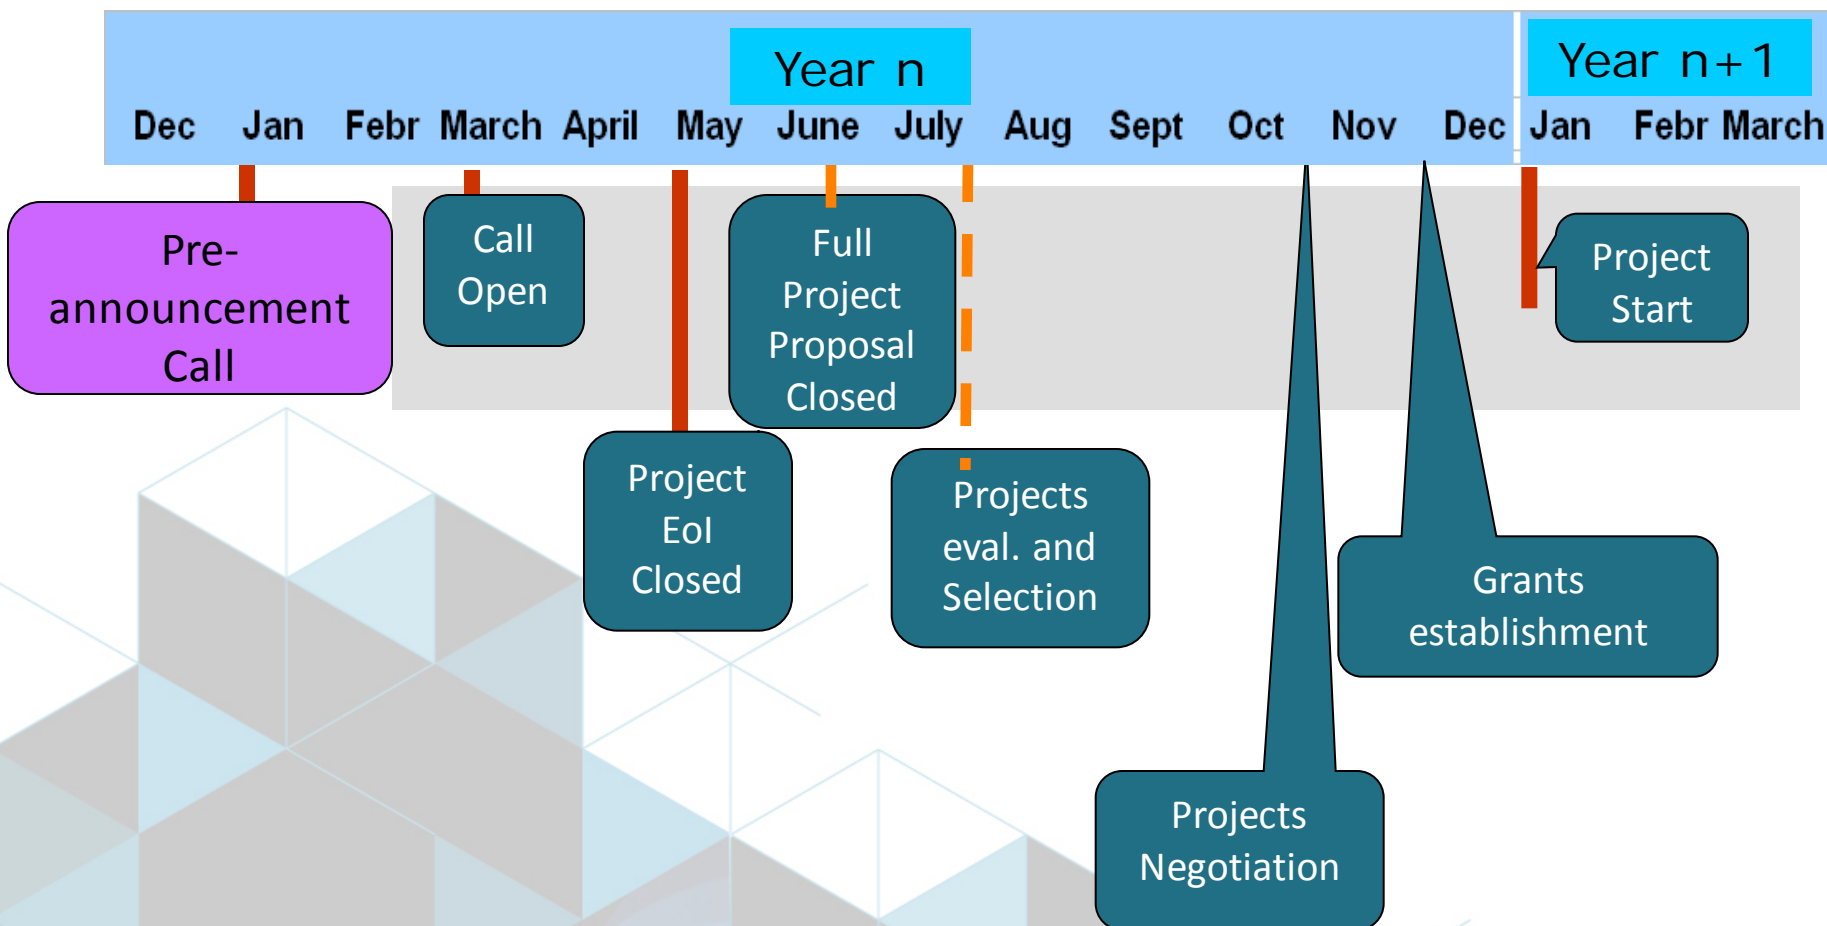 Year n
Year n+1
Dec Jan Febr March April May June July Aug Sept Oct Nov Dec Jan Febr March
Pre-
announcement
Call
Call
Open
Full
Project
Proposal
Closed
Project
Start
Project
EoI
Closed
Projects
eval. and
Selection
Grants
establishment
Projects
Negotiation